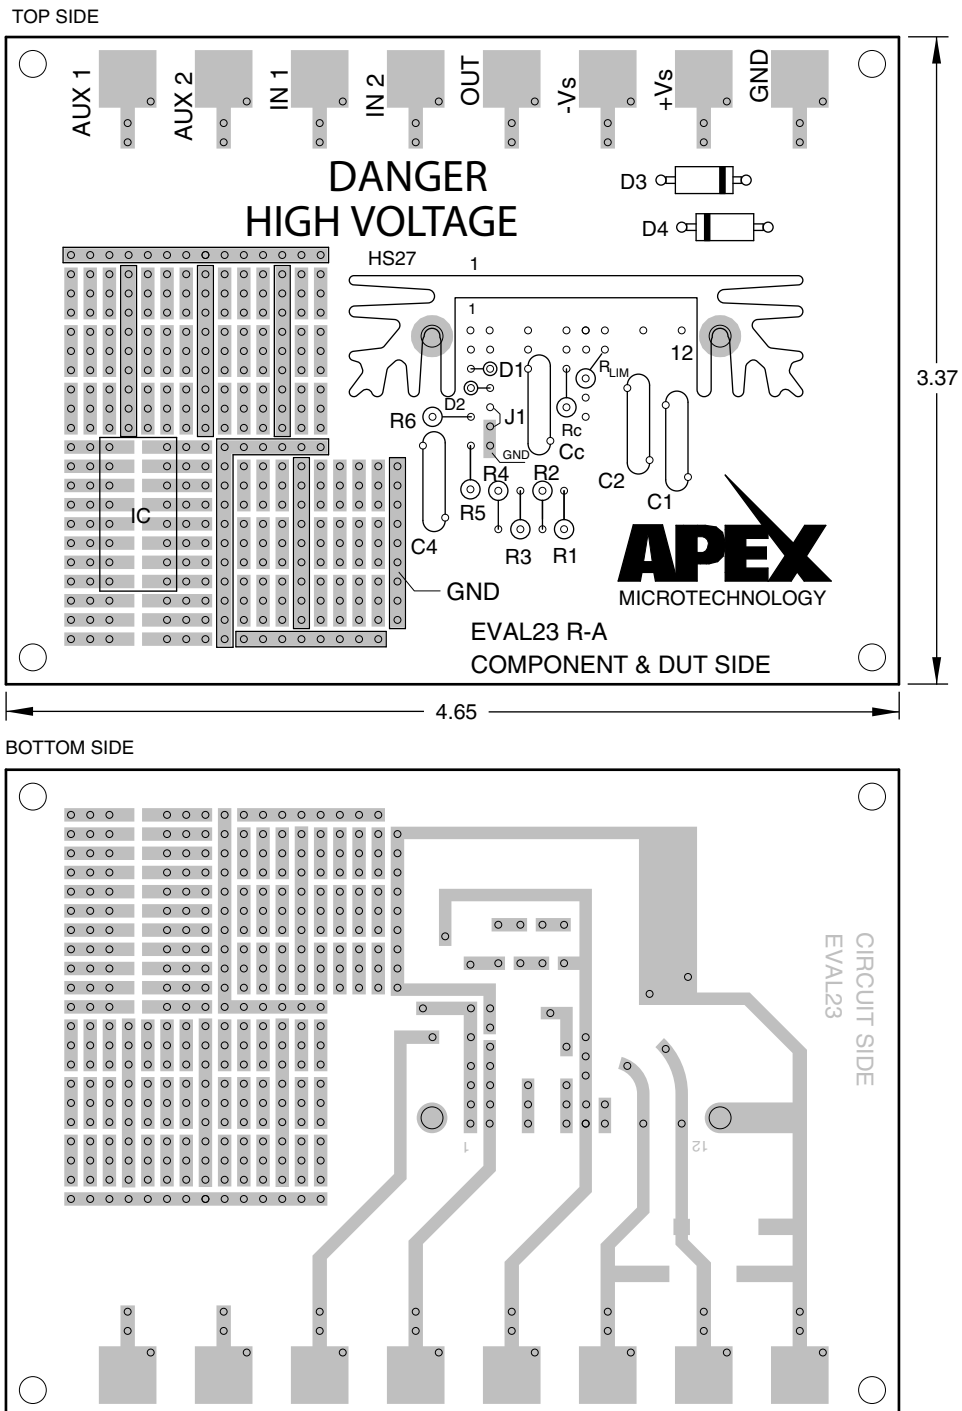 TOP SIDE
AUX 1
AUX 2
IN 1
IN 2
OUT
-Vs
+Vs
GND
DANGER
HIGH VOLTAGE
D3
D4
HS27
1
1
12
3.37
D1
RLIM
D2
J1
R6
Rc
GND
Cc
R4
R2
C2
C1
IC
R5
C4
R3
R1
APEX
MICROTECHNOLOGY
GND
EVAL23 R-A
COMPONENT & DUT SIDE
4.65
BOTTOM SIDE
CIRCUIT SIDE
EVAL23
1
12